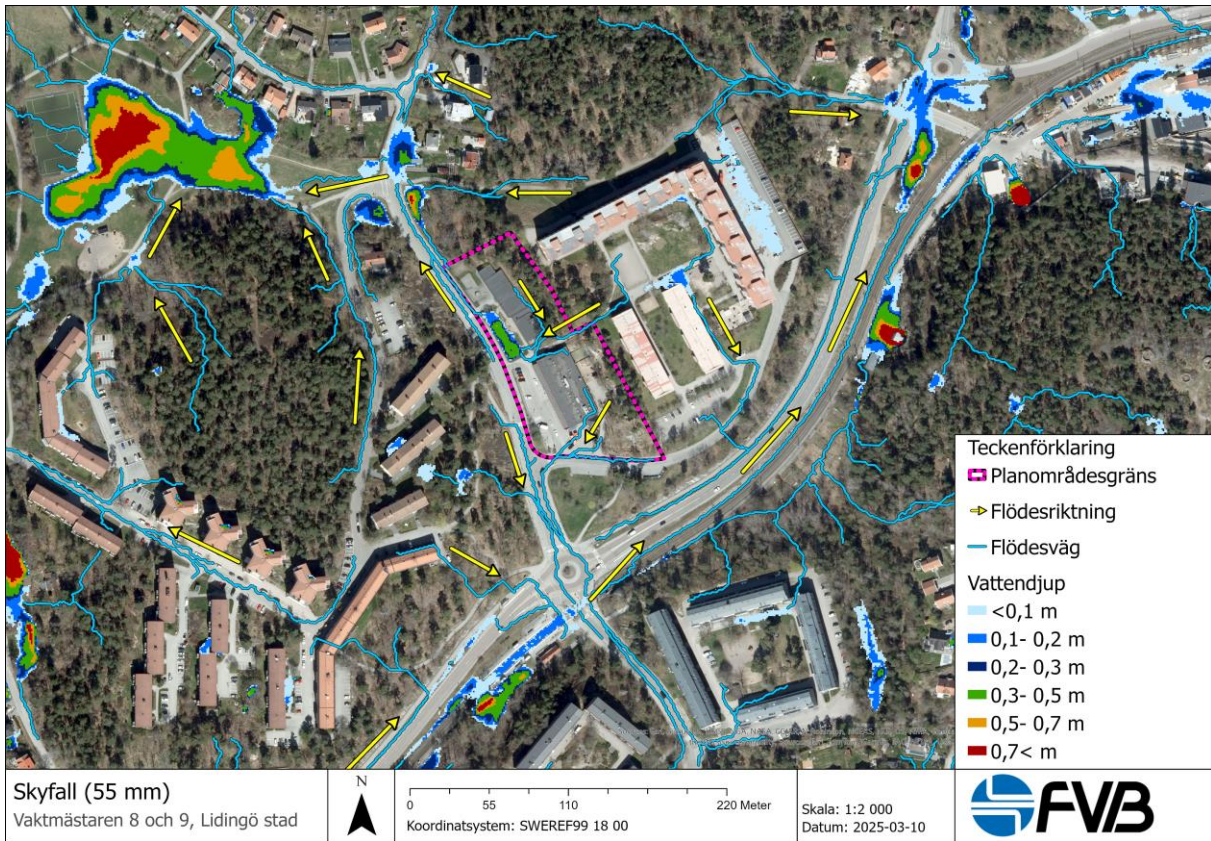 Teckenförklaring
Planområdesgräns
Flödesriktning
Flödesväg
Vattendjup
<0,1 m
0,1- 0,2 m
0,2- 0,3 m
0,3- 0,5 m
0,5- 0,7 m
0,7< m
Skyfall (55 mm)
Vaktmästaren 8 och 9, Lidingö stad
N
0 55 110 220 Meter
Koordinatsystem: SWEREF99 18 00
Skala: 1:2 000
Datum: 2025-03-10
FVB